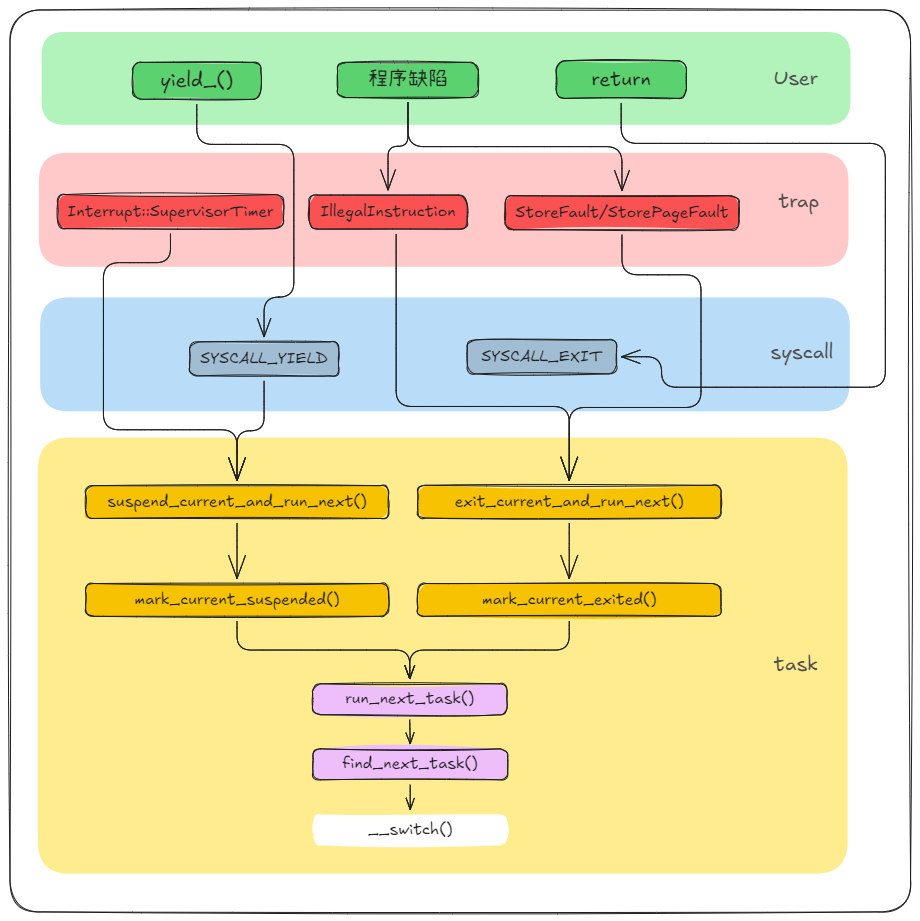 yield_()
程序缺陷
return
User
Interrupt::SupervisorTimer
IllegalInstruction
StoreFault/StorePageFault
trap
SYSCALL_YIELD
SYSCALL_EXIT
syscall
suspend_current_and_run_next()
exit_current_and_run_next()
mark_current_suspended()
mark_current_exited()
task
run_next_task()
find_next_task()
__switch()